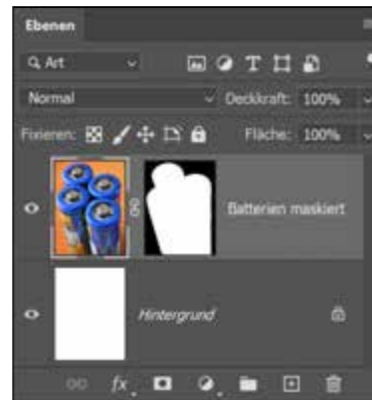 Ebenen
Art
Normal Deckkraft: 100%
Fixieren: Fläche: 100%
Batterien maskiert
Hintergrund
fx